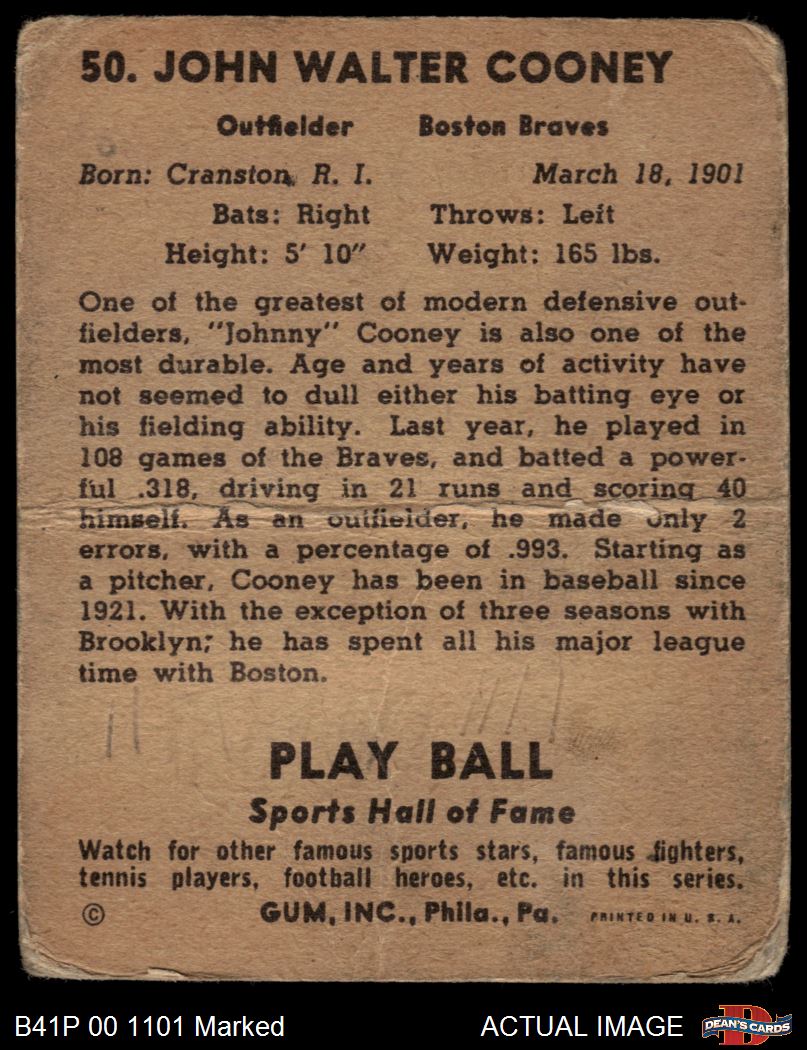 50. JOHN WALTER COONEY
Outfielder Boston Braves
Born: Cranston, R. I. March 18, 1901
Bats: Right Throws: Left
Height: 5' 10" Weight: 165 lbs.
One of the greatest of modern defensive out-
fielders, "Johnny" Cooney is also one of the
most durable. Age and years of activity have
not seemed to dull either his batting eye or
his fielding ability. Last year, he played in
108 games of the Braves, and batted a power-
ful .318, driving in 21 runs and scoring 40
himself. As an outfielder, he made only 2
errors, with a percentage of .993. Starting as
a pitcher, Cooney has been in baseball since
1921. With the exception of three seasons with
Brooklyn; he has spent all his major league
time with Boston.
PLAY BALL
Sports Hall of Fame
Watch for other famous sports stars, famous fighters,
tennis players, football heroes, etc. in this series.
© GUM, INC., Phila., Pa. PRINTED IN U. S. A.
B41P 00 1101 Marked ACTUAL IMAGE D DEAN'S CARDS